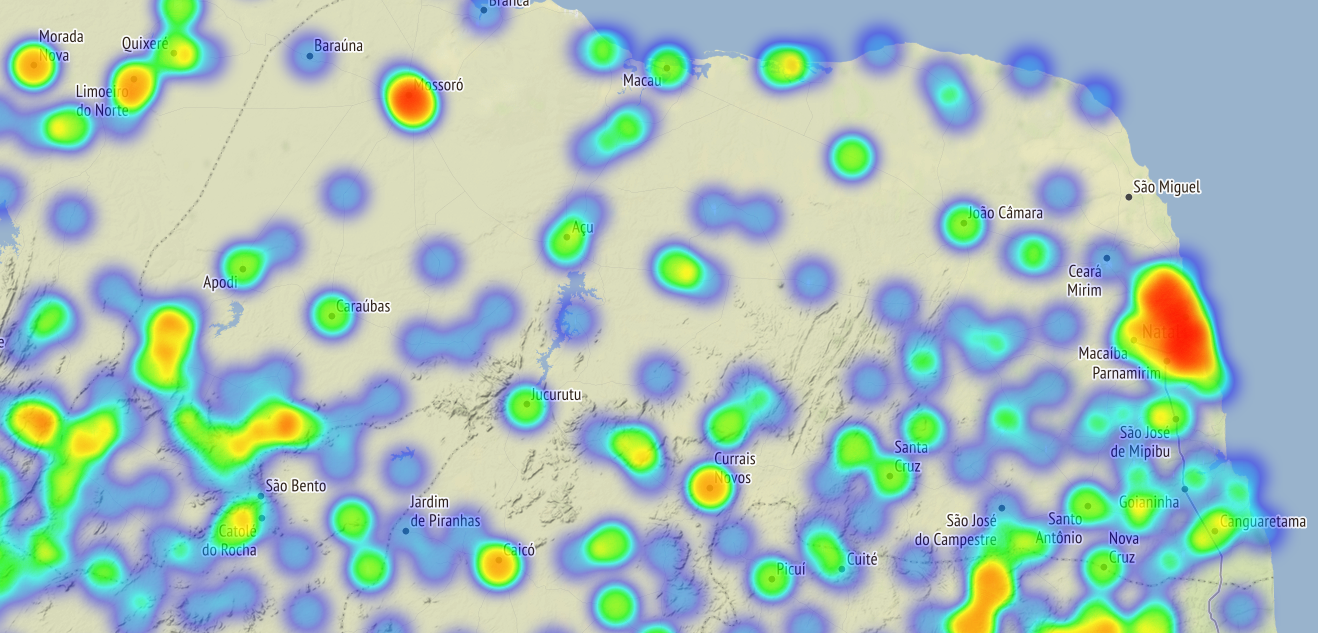 Branca
Morada
Nova
Quixeré
Baraúna
Limoeiro
do Norte
Mossoró
Macau
São Miguel
João Câmara
Açu
Apodi
Ceará
Mirim
Caraúbas
Natal
Macaíba
Parnamirim
Jucurutu
São José
de Mipibu
Santa
Cruz
Currais
Novos
São Bento
Jardim
de Piranhas
Catolé
do Rocha
Goianinha
Canguaretama
São José
do Campestre
Santo
Antônio
Nova
Cruz
Caicó
Cuité
Picuí